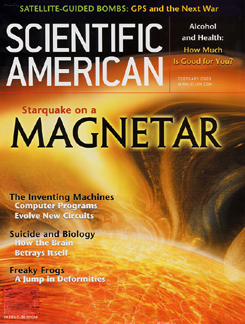 SATELLITE-GUIDED BOMBS: GPS and the Next War
SCIENTIFIC
AMERICAN
Alcohol
and Health:
How Much
Is Good for You?
FEBRUARY 2003
WWW.SCIAM.COM
Starquake on a
MAGNETAR
The Inventing Machines
Computer Programs
Evolve New Circuits
Suicide and Biology
How the Brain
Betrays Itself
Freaky Frogs
A Jump in Deformities